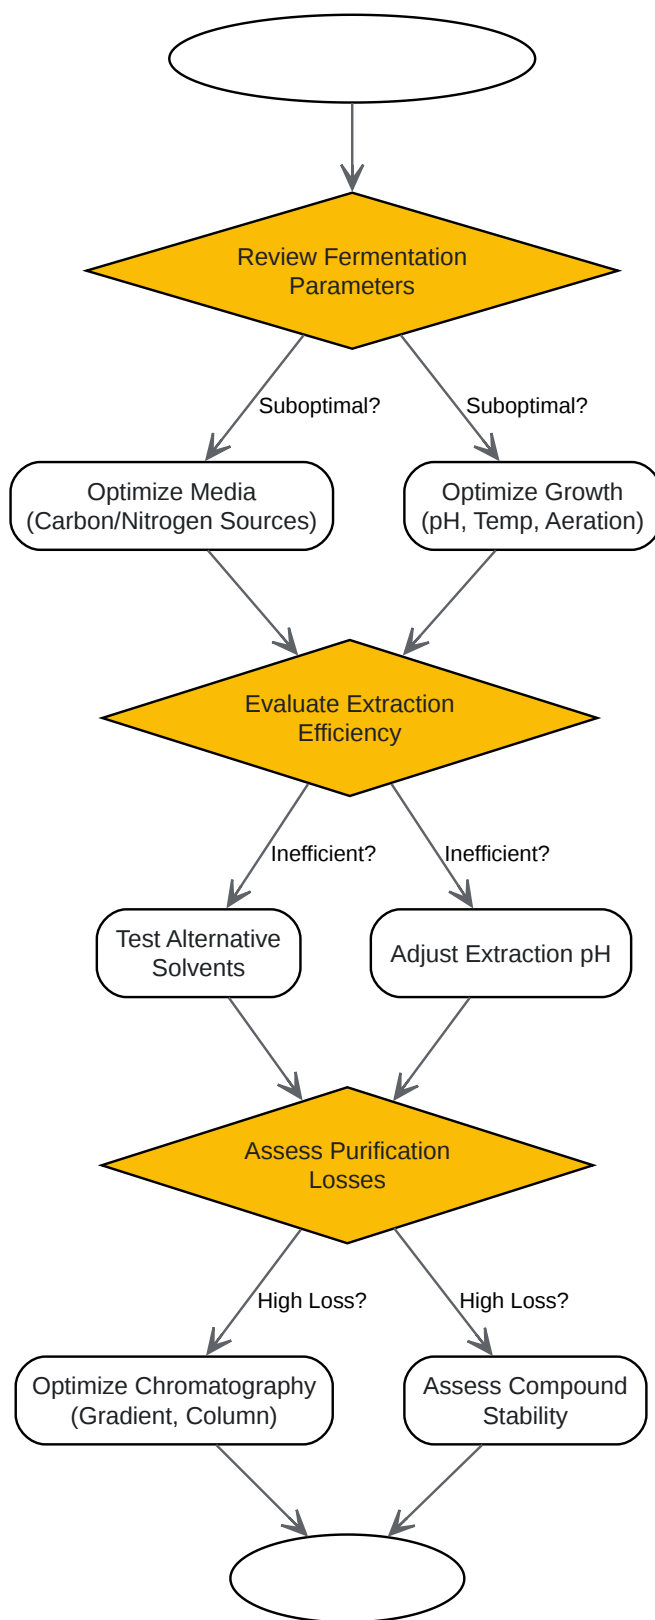 Review Fermentation
Parameters
Suboptimal?
Suboptimal?
Optimize Media
(Carbon/Nitrogen Sources)
Optimize Growth
(pH, Temp, Aeration)
Evaluate Extraction
Efficiency
Inefficient?
Inefficient?
Test Alternative
Solvents
Adjust Extraction pH
Assess Purification
Losses
High Loss?
High Loss?
Optimize Chromatography
(Gradient, Column)
Assess Compound
Stability